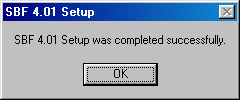 SBF 4.01 Setup
SBF 4.01 Setup was completed successfully.
OK